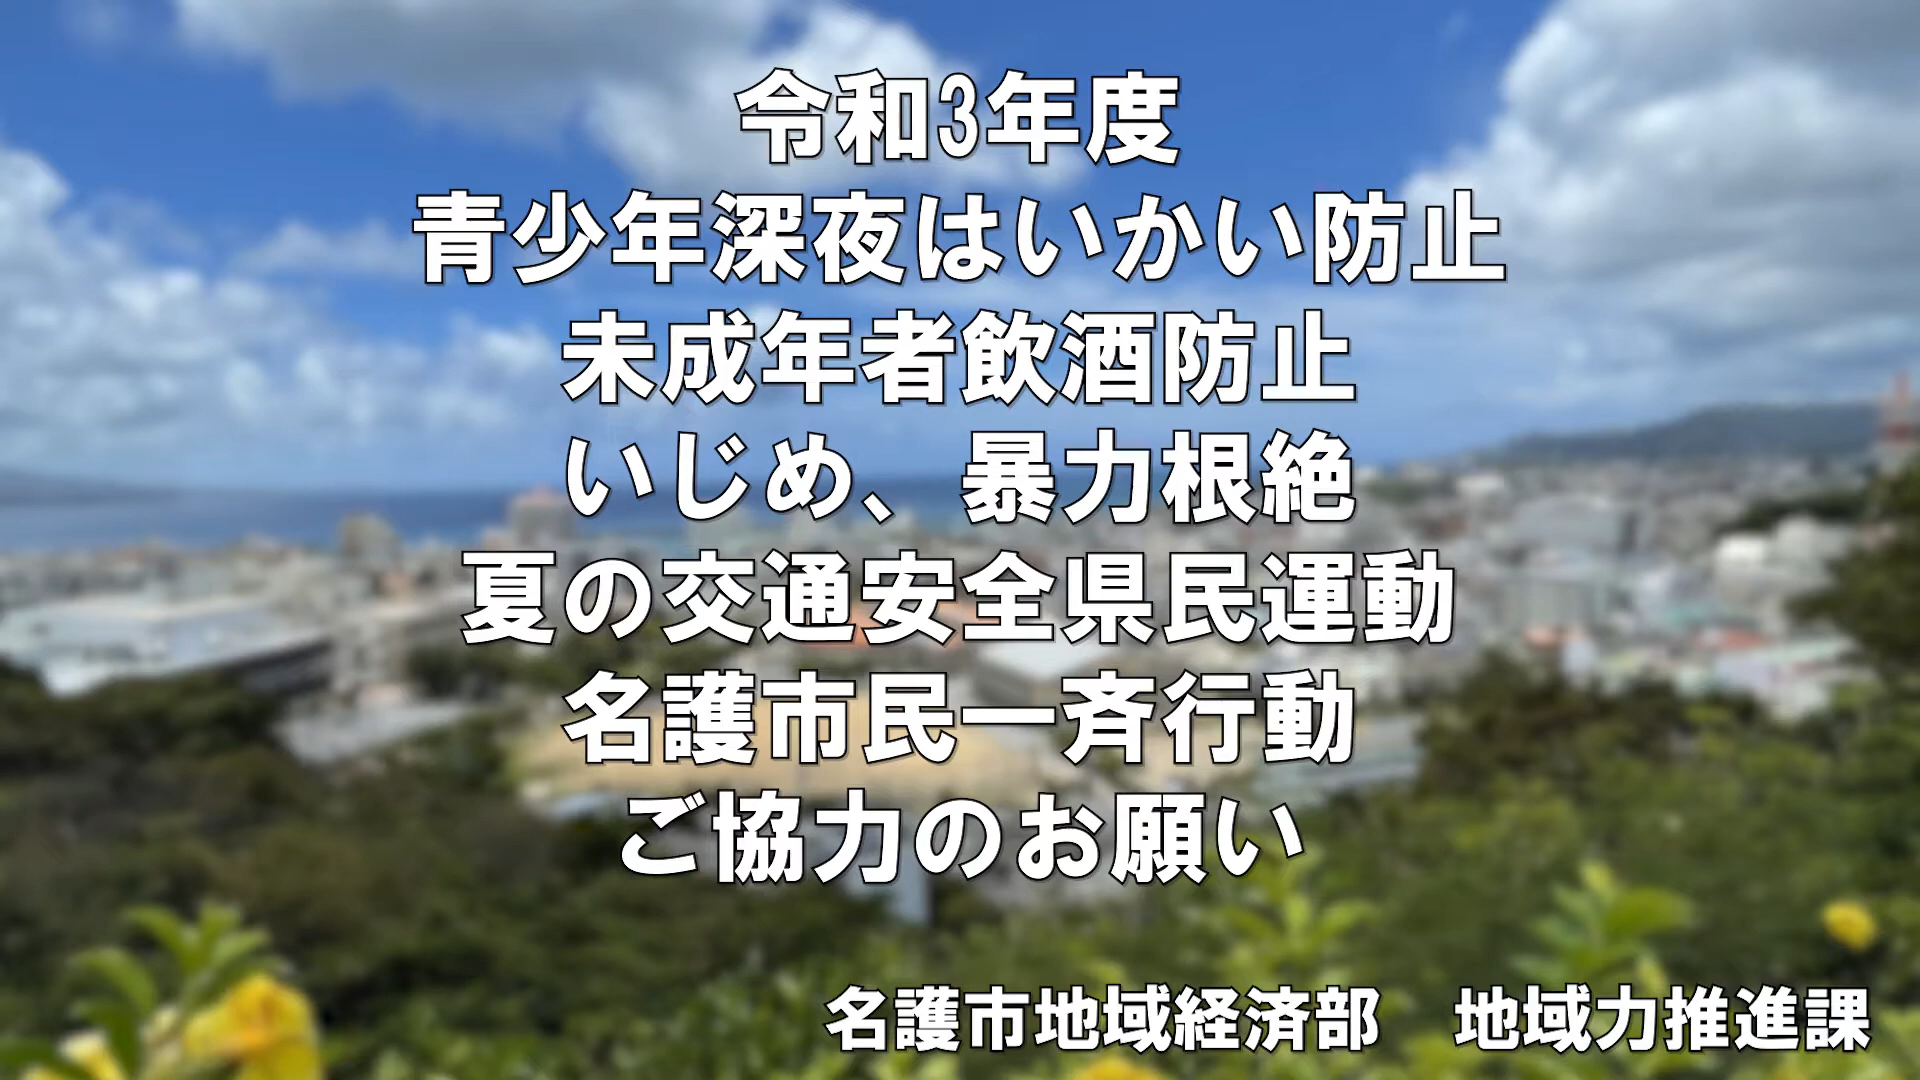 令和3年度
青少年深夜はいかい防止
未成年者飲酒防止
いじめ、暴力根絶
夏の交通安全県民運動
名護市民一斉行動
ご協力のお願い
名護市地域経済部　地域力推進課